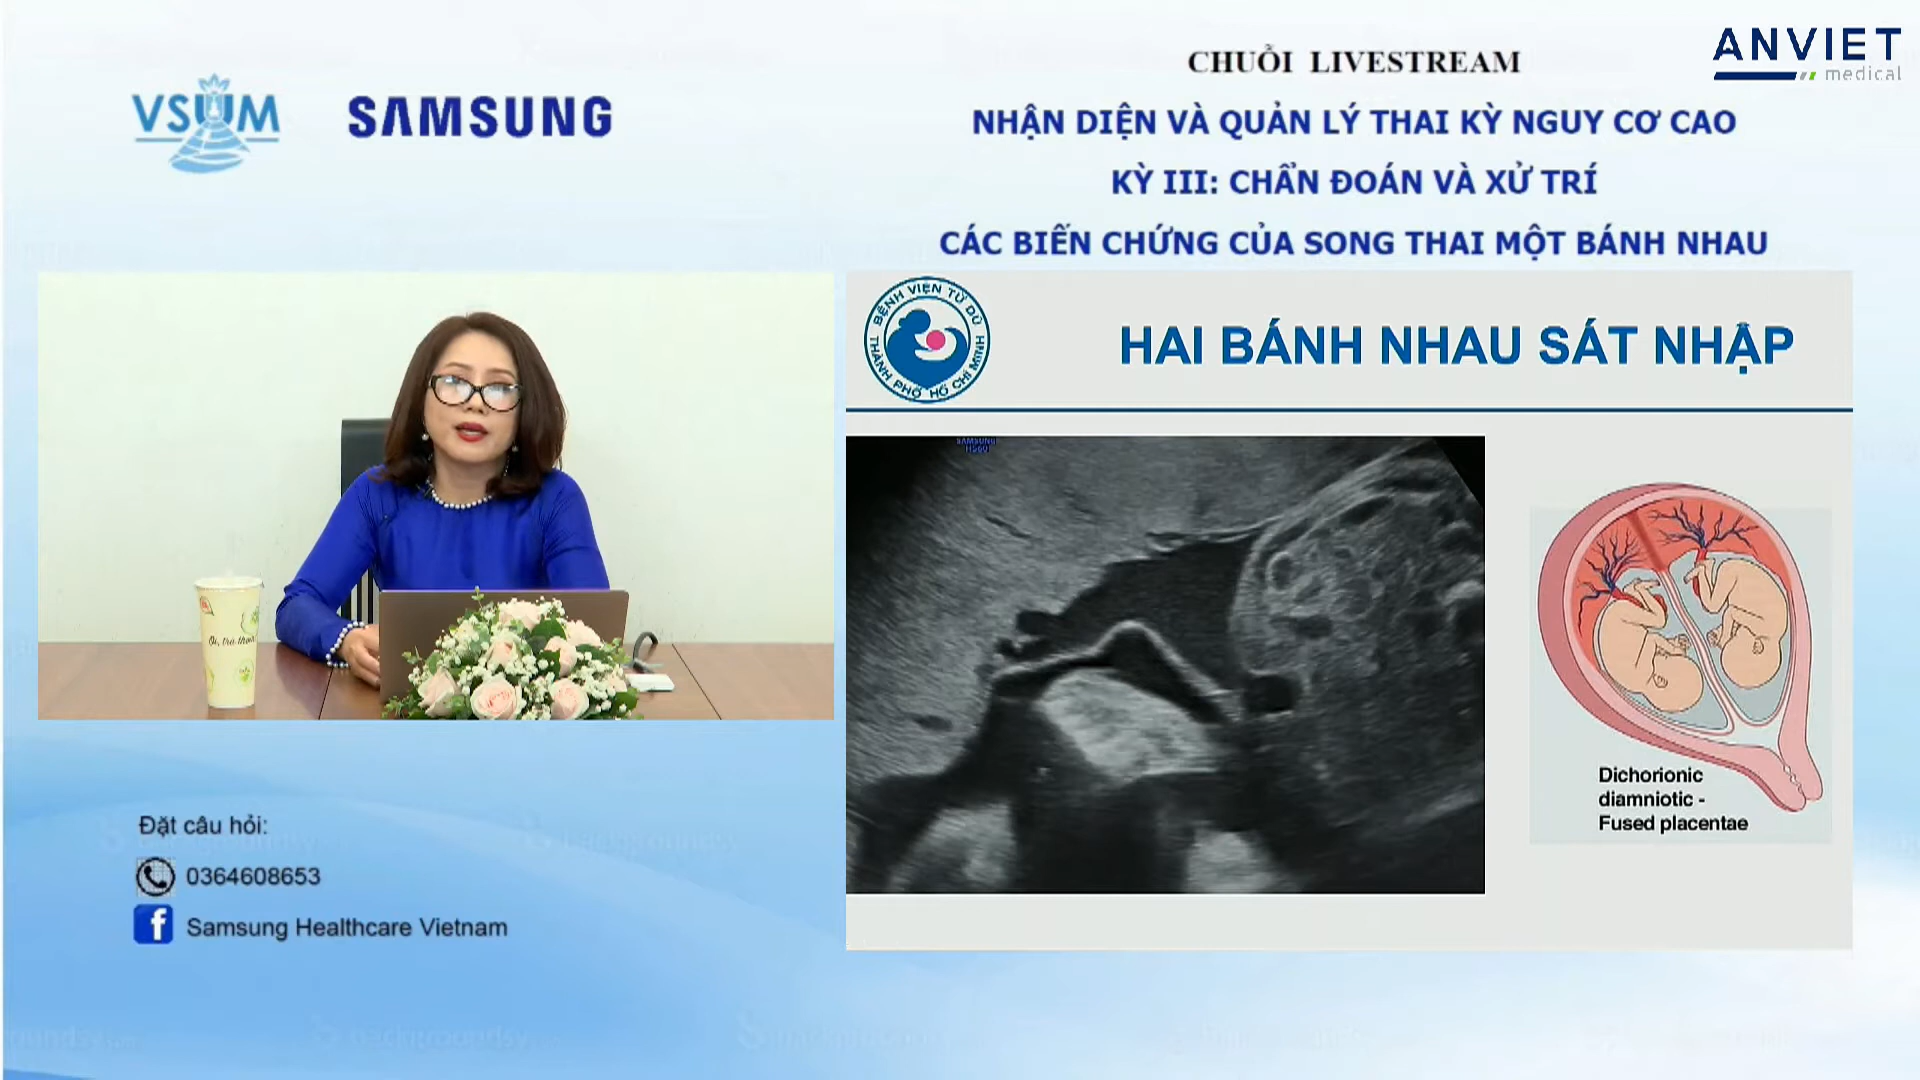 ANVIET
medical
VSUM
SAMSUNG
CHUỖI LIVESTREAM
NHẬN DIỆN VÀ QUẢN LÝ THAI KỲ NGUY CƠ CAO
KỲ III: CHẨN ĐOÁN VÀ XỬ TRÍ
CÁC BIẾN CHỨNG CỦA SONG THAI MỘT BÁNH NHAU
BỆNH VIỆN TỪ DŨ
THÀNH PHỐ HỒ CHÍ MINH
HAI BÁNH NHAU SÁT NHẬP
SAMSUNG
HS60
Dichorionic
diamniotic -
Fused placentae
Đặt câu hỏi:
0364608653
Samsung Healthcare Vietnam